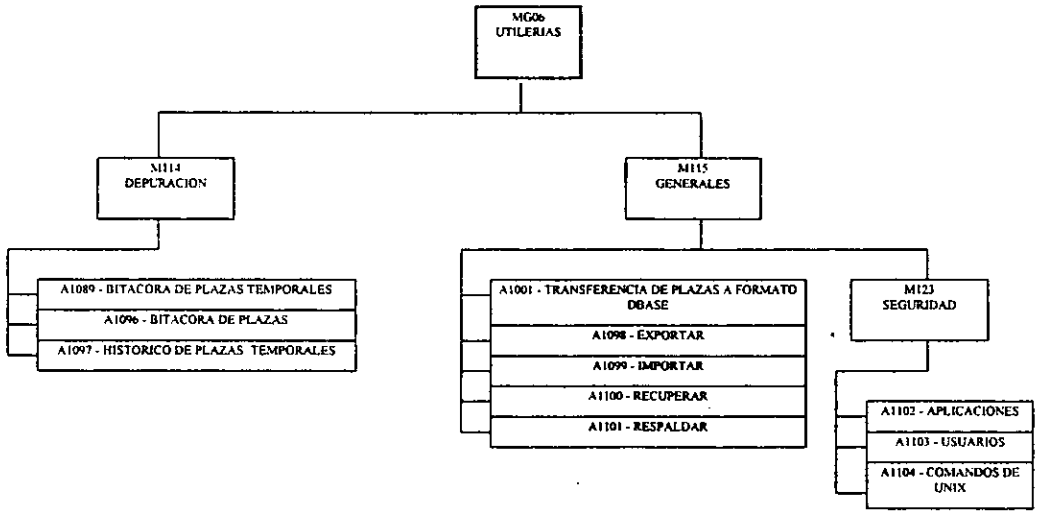 MG06
UTILERIAS
M114
DEPURACION
M115
GENERALES
A1089 - BITACORA DE PLAZAS TEMPORALES
A1096 - BITACORA DE PLAZAS
A1097 - HISTORICO DE PLAZAS TEMPORALES
A1001 - TRANSFERENCIA DE PLAZAS A FORMATO
DBASE
A1098 - EXPORTAR
A1099 - IMPORTAR
A1100 - RECUPERAR
A1101 - RESPALDAR
M123
SEGURIDAD
A1102 - APLICACIONES
A1103 - USUARIOS
A1104 - COMANDOS DE
UNIX